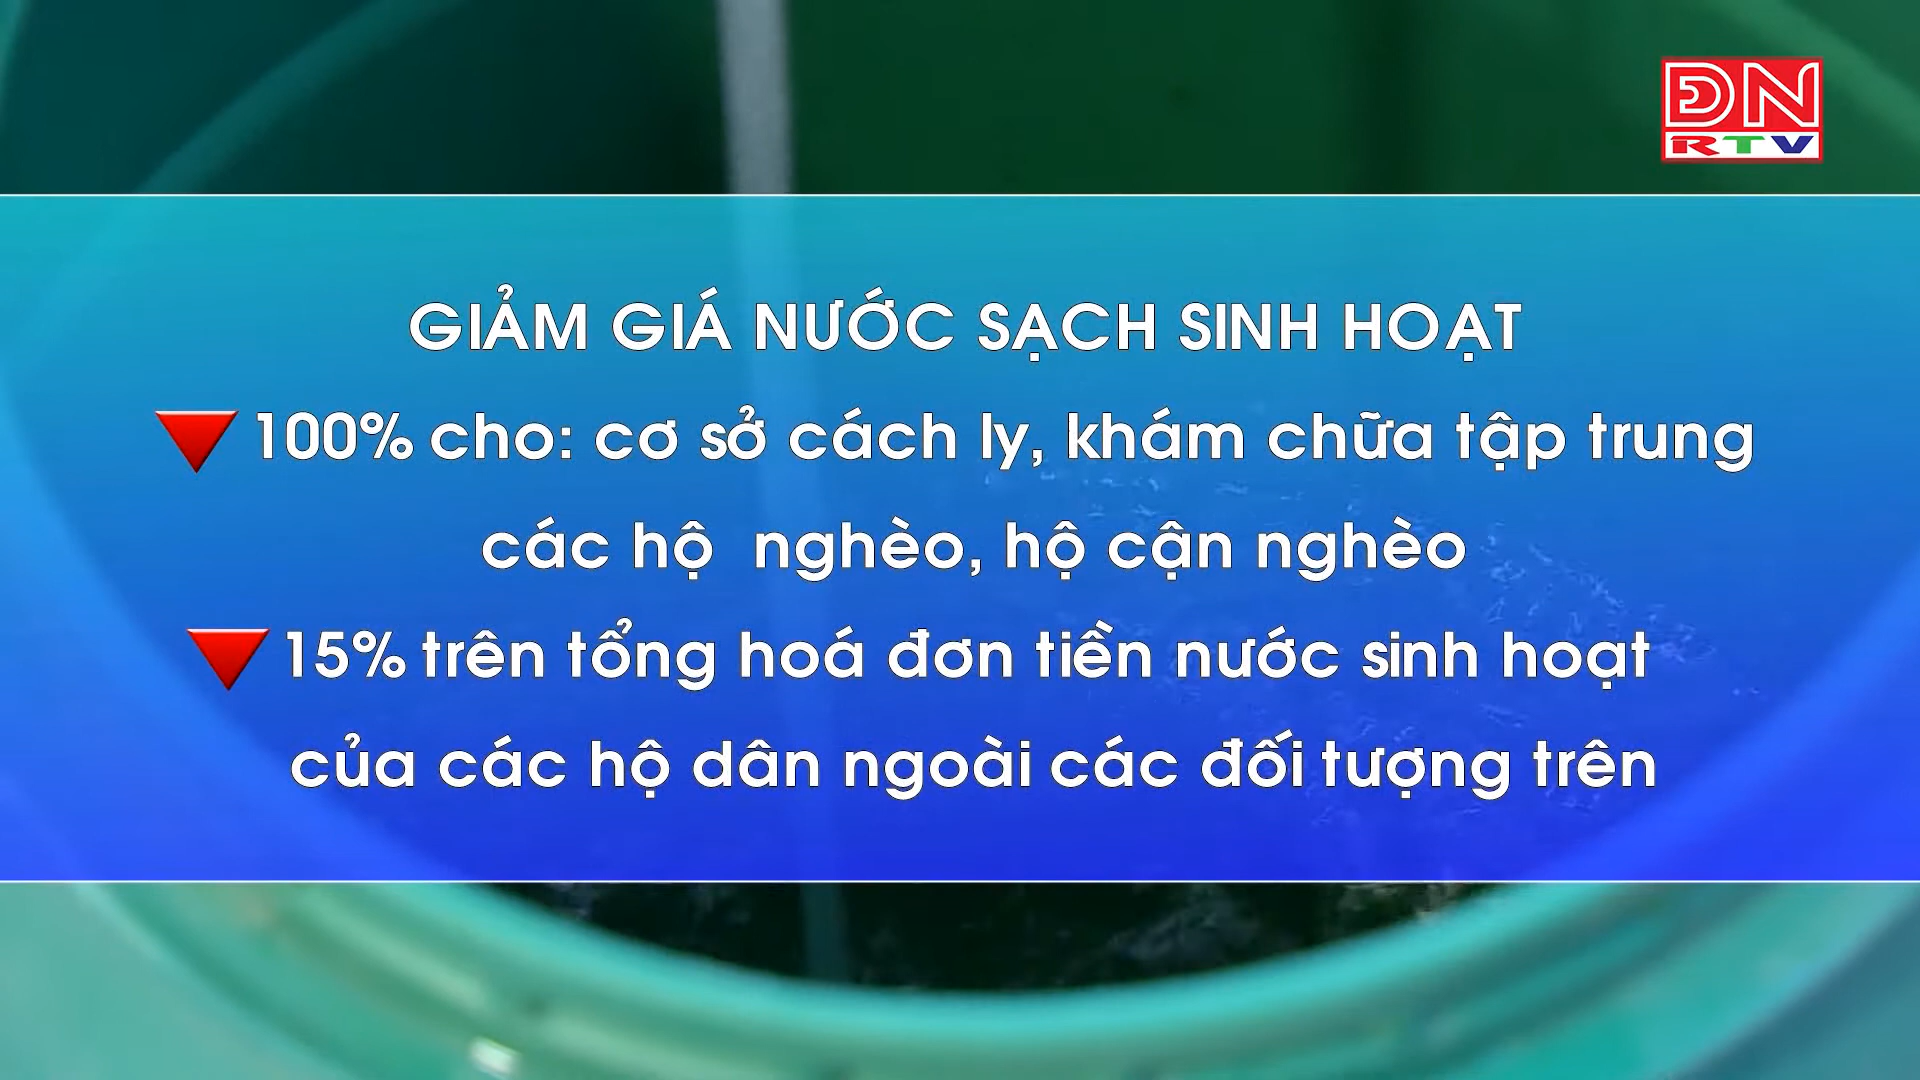 ĐN
RTV
GIẢM GIÁ NƯỚC SẠCH SINH HOẠT
100% cho: cơ sở cách ly, khám chữa tập trung
các hộ nghèo, hộ cận nghèo
15% trên tổng hoá đơn tiền nước sinh hoạt
của các hộ dân ngoài các đối tượng trên